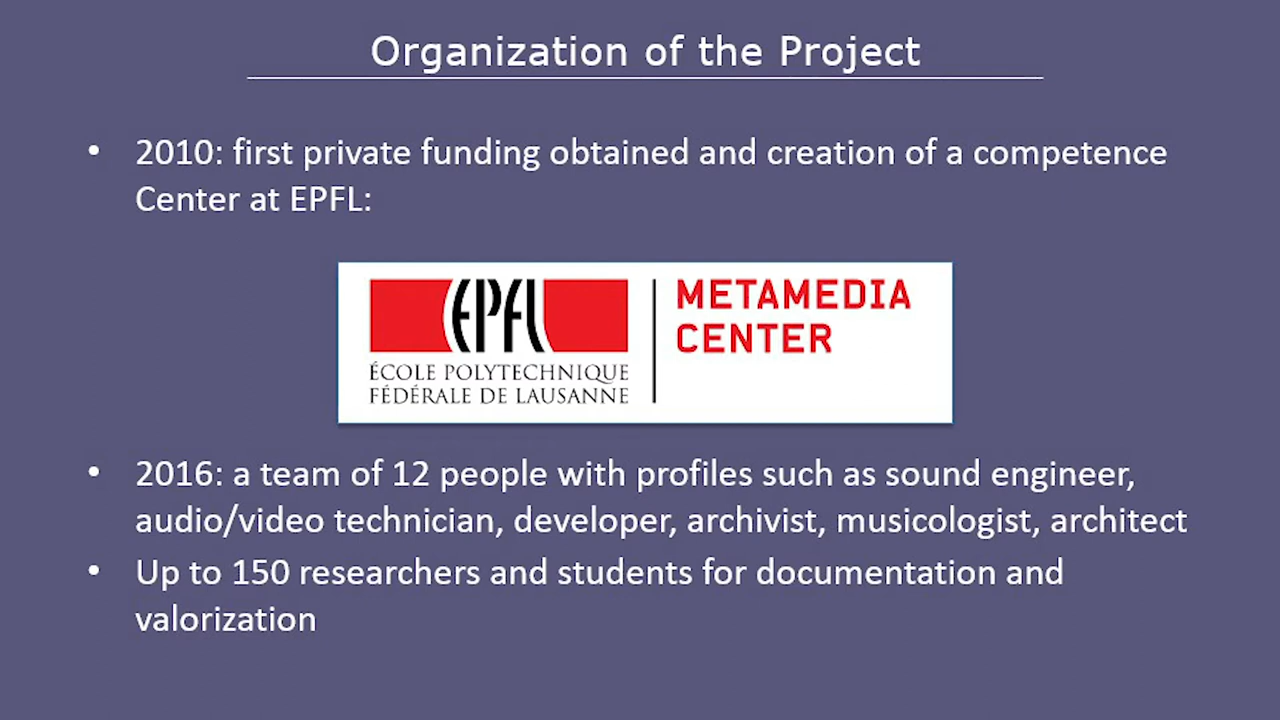 Organization of the Project
• 2010: first private funding obtained and creation of a competence
Center at EPFL:
EPFL
ÉCOLE POLYTECHNIQUE
FÉDÉRALE DE LAUSANNE
METAMEDIA
CENTER
• 2016: a team of 12 people with profiles such as sound engineer,
audio/video technician, developer, archivist, musicologist, architect
• Up to 150 researchers and students for documentation and
valorization